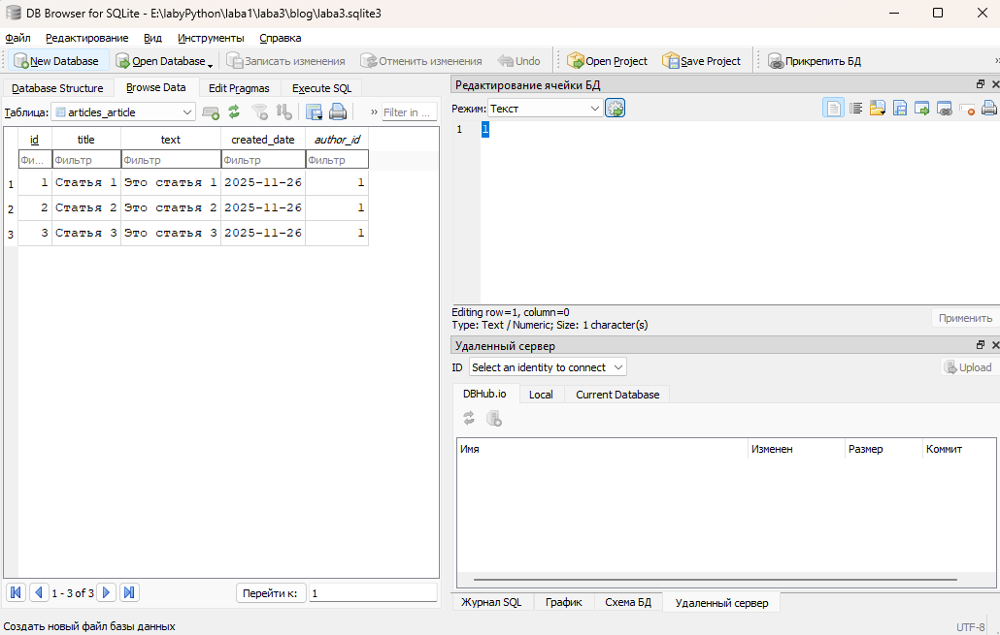 DB Browser for SQLite - E:\labyPython\laba1\laba3\blog\laba3.sqlite3
Файл Редактирование Вид Инструменты Справка
New Database Open Database Записать изменения Отменить изменения Undo Open Project Save Project Прикрепить БД »
Database Structure Browse Data Edit Pragmas Execute SQL
Таблица: articles_article » Filter in ...
id title text created_date author_id
Фи... Фильтр Фильтр Фильтр Фильтр
1 1 Статья 1 Это статья 1 2025-11-26 1
2 2 Статья 2 Это статья 2 2025-11-26 1
3 3 Статья 3 Это статья 3 2025-11-26 1
1 - 3 of 3 Перейти к: 1
Редактирование ячейки БД
Режим: Текст
1 1
Editing row=1, column=0
Type: Text / Numeric; Size: 1 character(s)
Применить
Удаленный сервер
ID Select an identity to connect Upload
DBHub.io Local Current Database
Имя Изменен Размер Коммит
Журнал SQL График Схема БД Удаленный сервер
Создать новый файл базы данных UTF-8